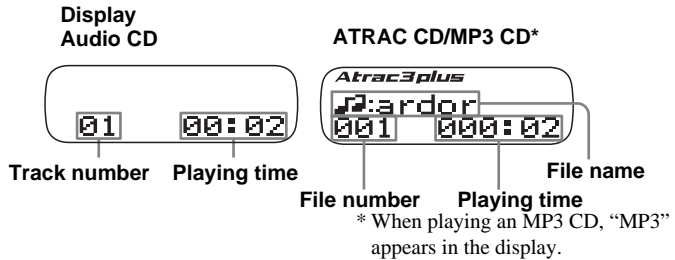 Display
Audio CD
ATRAC CD/MP3 CD*
Atrac3plus
♫:ardor
01 00:02
001 000:02
Track number Playing time
File name
File number Playing time
* When playing an MP3 CD, “MP3”
appears in the display.